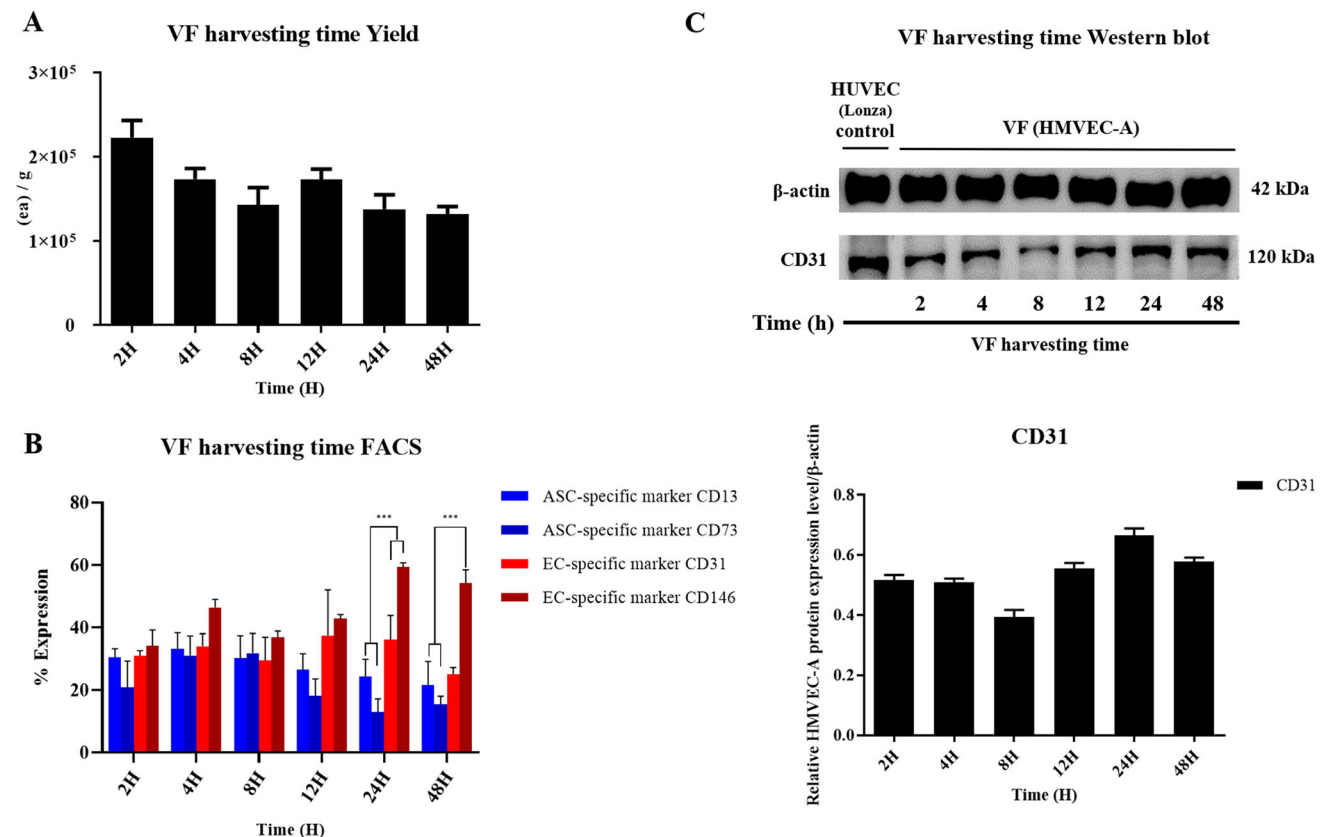 A
VF harvesting time Yield
3×10⁵
2×10⁵
1×10⁵
0
(ea) / g
2H
4H
8H
12H
24H
48H
Time (H)
B
VF harvesting time FACS
80
60
40
20
0
% Expression
***
***
2H
4H
8H
12H
24H
48H
Time (H)
ASC-specific marker CD13
ASC-specific marker CD73
EC-specific marker CD31
EC-specific marker CD146
C
VF harvesting time Western blot
HUVEC
(Lonza)
control
VF (HMVEC-A)
β-actin
42 kDa
CD31
120 kDa
Time (h)
2 4 8 12 24 48
VF harvesting time
CD31
Relative HMVEC-A protein expression level/β-actin
0.8
0.6
0.4
0.2
0.0
2H
4H
8H
12H
24H
48H
Time (H)
CD31